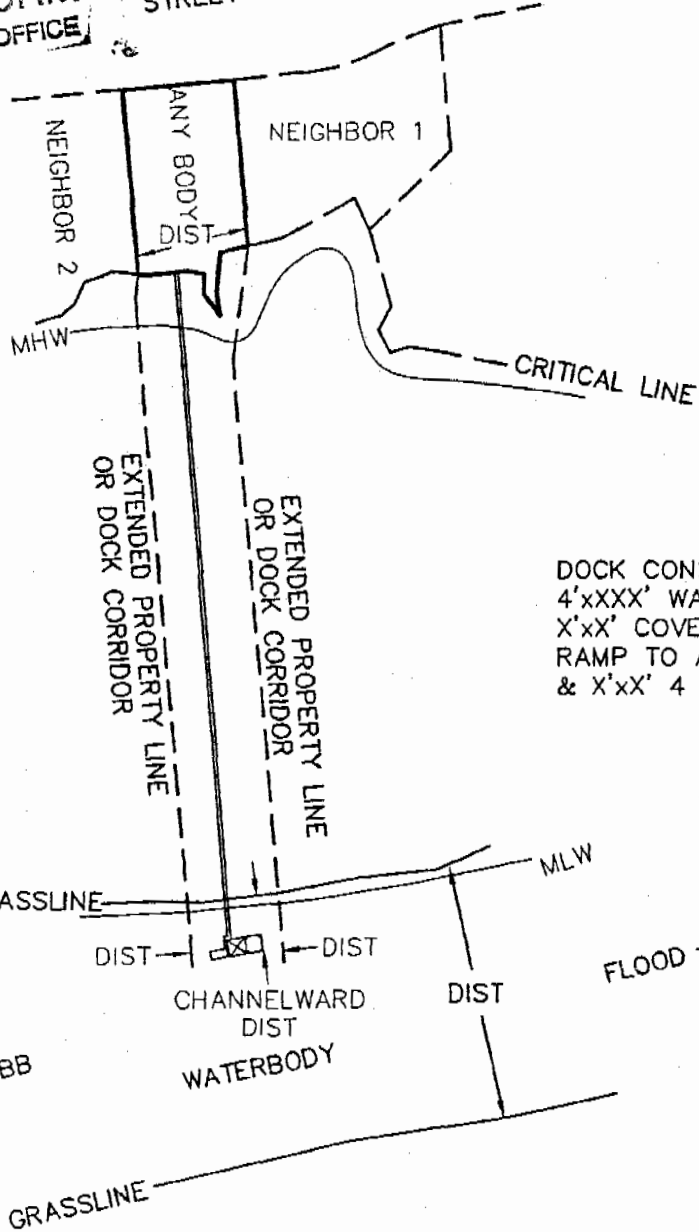 OFFICE
STREET
NEIGHBOR 2
ANY BODY
NEIGHBOR 1
DIST
MHW
CRITICAL LINE
EXTENDED PROPERTY LINE
OR DOCK CORRIDOR
EXTENDED PROPERTY LINE
OR DOCK CORRIDOR
DOCK CON
4'xXXX' WA
X'xX' COVE
RAMP TO A
& X'xX' 4
ASSLINE
MLW
DIST
DIST
CHANNELWARD
DIST
DIST
FLOOD
BB
WATERBODY
GRASSLINE